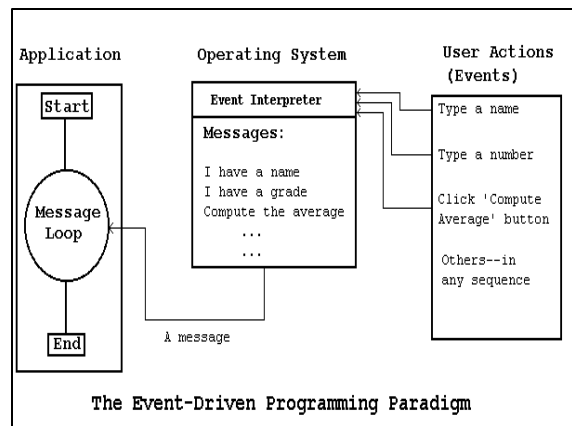 Application
Start
Message
Loop
End
Operating System
Event Interpreter
Messages:
I have a name
I have a grade
Compute the average
...
...
A message
User Actions
(Events)
Type a name
Type a number
Click 'Compute
Average' button
Others--in
any sequence
The Event-Driven Programming Paradigm